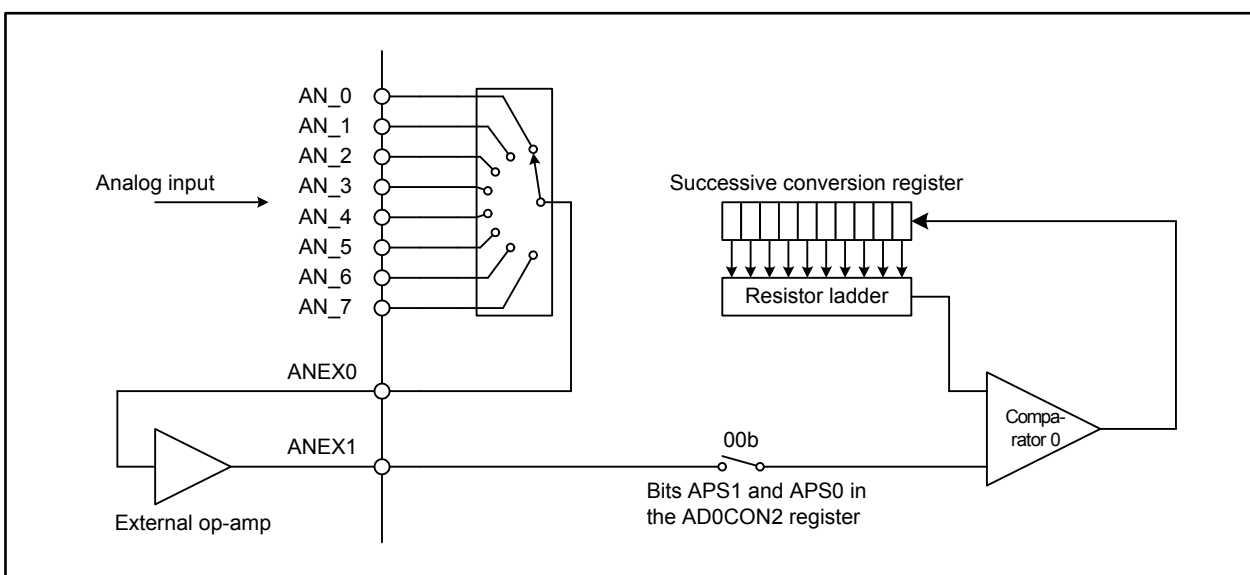 AN_0
AN_1
AN_2
AN_3
AN_4
AN_5
AN_6
AN_7
Analog input
Successive conversion register
Resistor ladder
ANEX0
ANEX1
External op-amp
00b
Bits APS1 and APS0 in
the AD0CON2 register
Compa-
rator 0